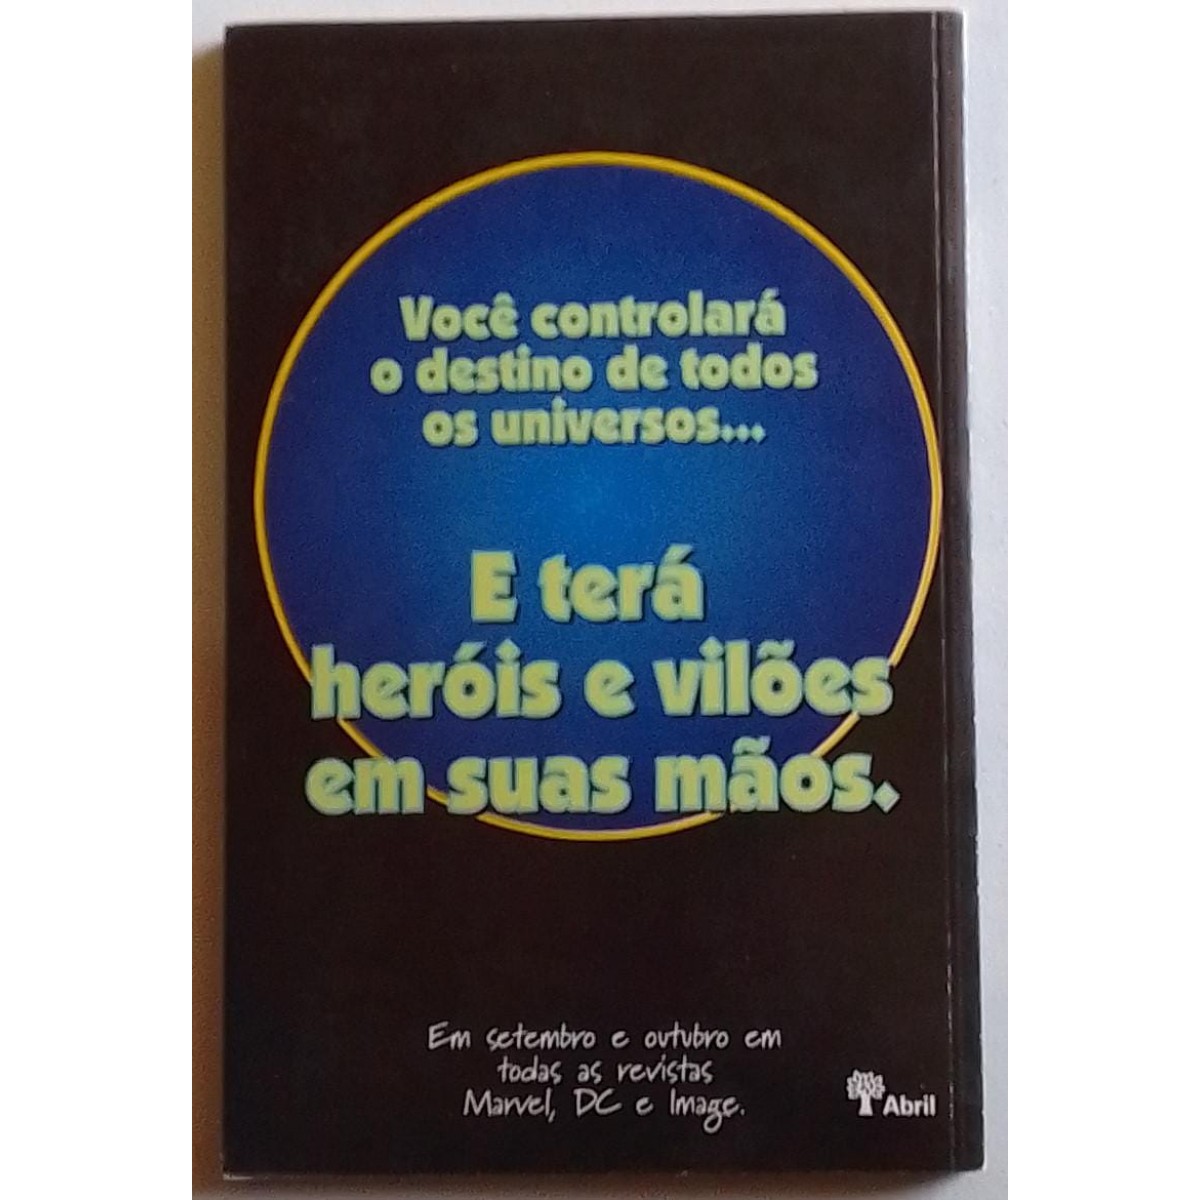 Você controlará
o destino de todos
os universos...
E terá
heróis e vilões
em suas mãos.
Em setembro e outubro em
todas as revistas
Marvel, DC e Image.
Abril